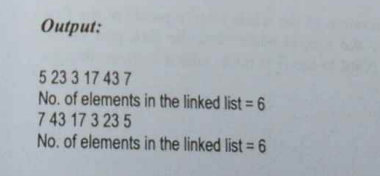 Output:
5 23 3 17 43 7
No. of elements in the linked list = 6
7 43 17 3 23 5
No. of elements in the linked list = 6